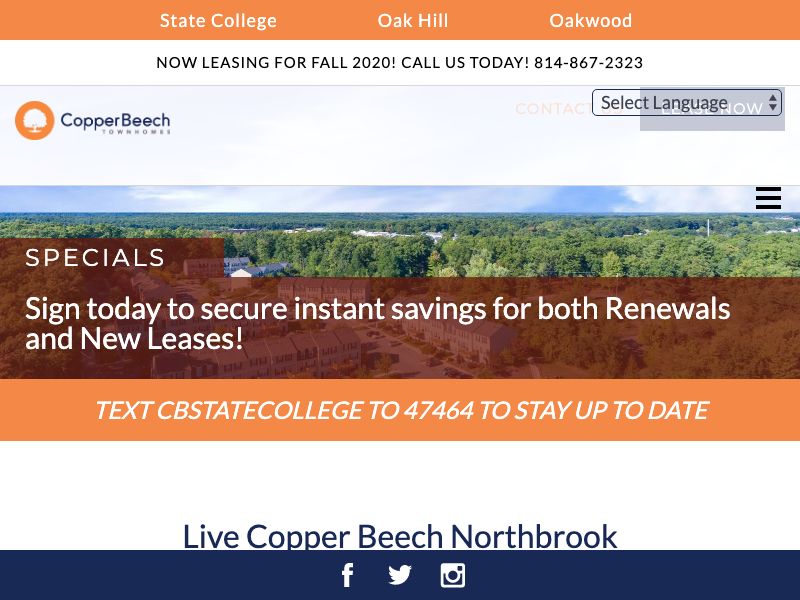 State College Oak Hill Oakwood
NOW LEASING FOR FALL 2020! CALL US TODAY! 814-867-2323
CopperBeech
TOWNHOMES
CONTACT US
Select Language
LEASE NOW
SPECIALS
Sign today to secure instant savings for both Renewals
and New Leases!
TEXT CBSTATECOLLEGE TO 47464 TO STAY UP TO DATE
Live Copper Beech Northbrook